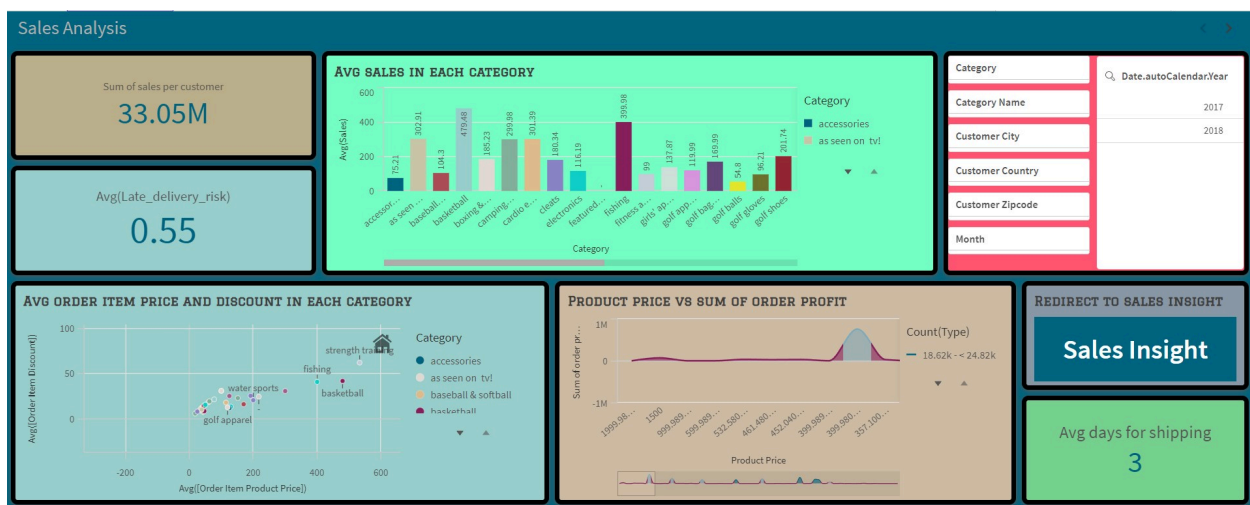 Sales Analysis
Sum of sales per customer
33.05M
Avg(Late_delivery_risk)
0.55
Avg sales in each category
Avg(Sales)
600
400
200
0
75.21
302.91
104.3
479.48
185.23
299.98
301.39
180.34
116.19
399.98
99
137.87
119.99
169.99
54.8
96.21
201.74
accessor...
as seen...
baseball...
basketball
boxing &...
camping...
cardio e...
cleats
electronics
featured...
fishing
fitness a...
girls' ap...
golf app...
golf bag...
golf balls
golf gloves
golf shoes
Category
Category
accessories
as seen on tv!
Category
Category Name
Customer City
Customer Country
Customer Zipcode
Month
Date.autoCalendar.Year
2017
2018
Avg order item price and discount in each category
Avg([Order Item Discount])
100
50
0
strength training
fishing
basketball
water sports
golf apparel
-200
0
200
400
600
Avg([Order Item Product Price])
Category
accessories
as seen on tv!
baseball & softball
basketball
Product price vs sum of order profit
Sum of order pr...
1M
0
-1M
1999.98...
1500
999.989...
599.989...
532.580...
461.480...
452.040...
399.989...
399.980...
357.100...
Product Price
Count(Type)
18.62k - < 24.82k
Redirect to sales insight
Sales Insight
Avg days for shipping
3